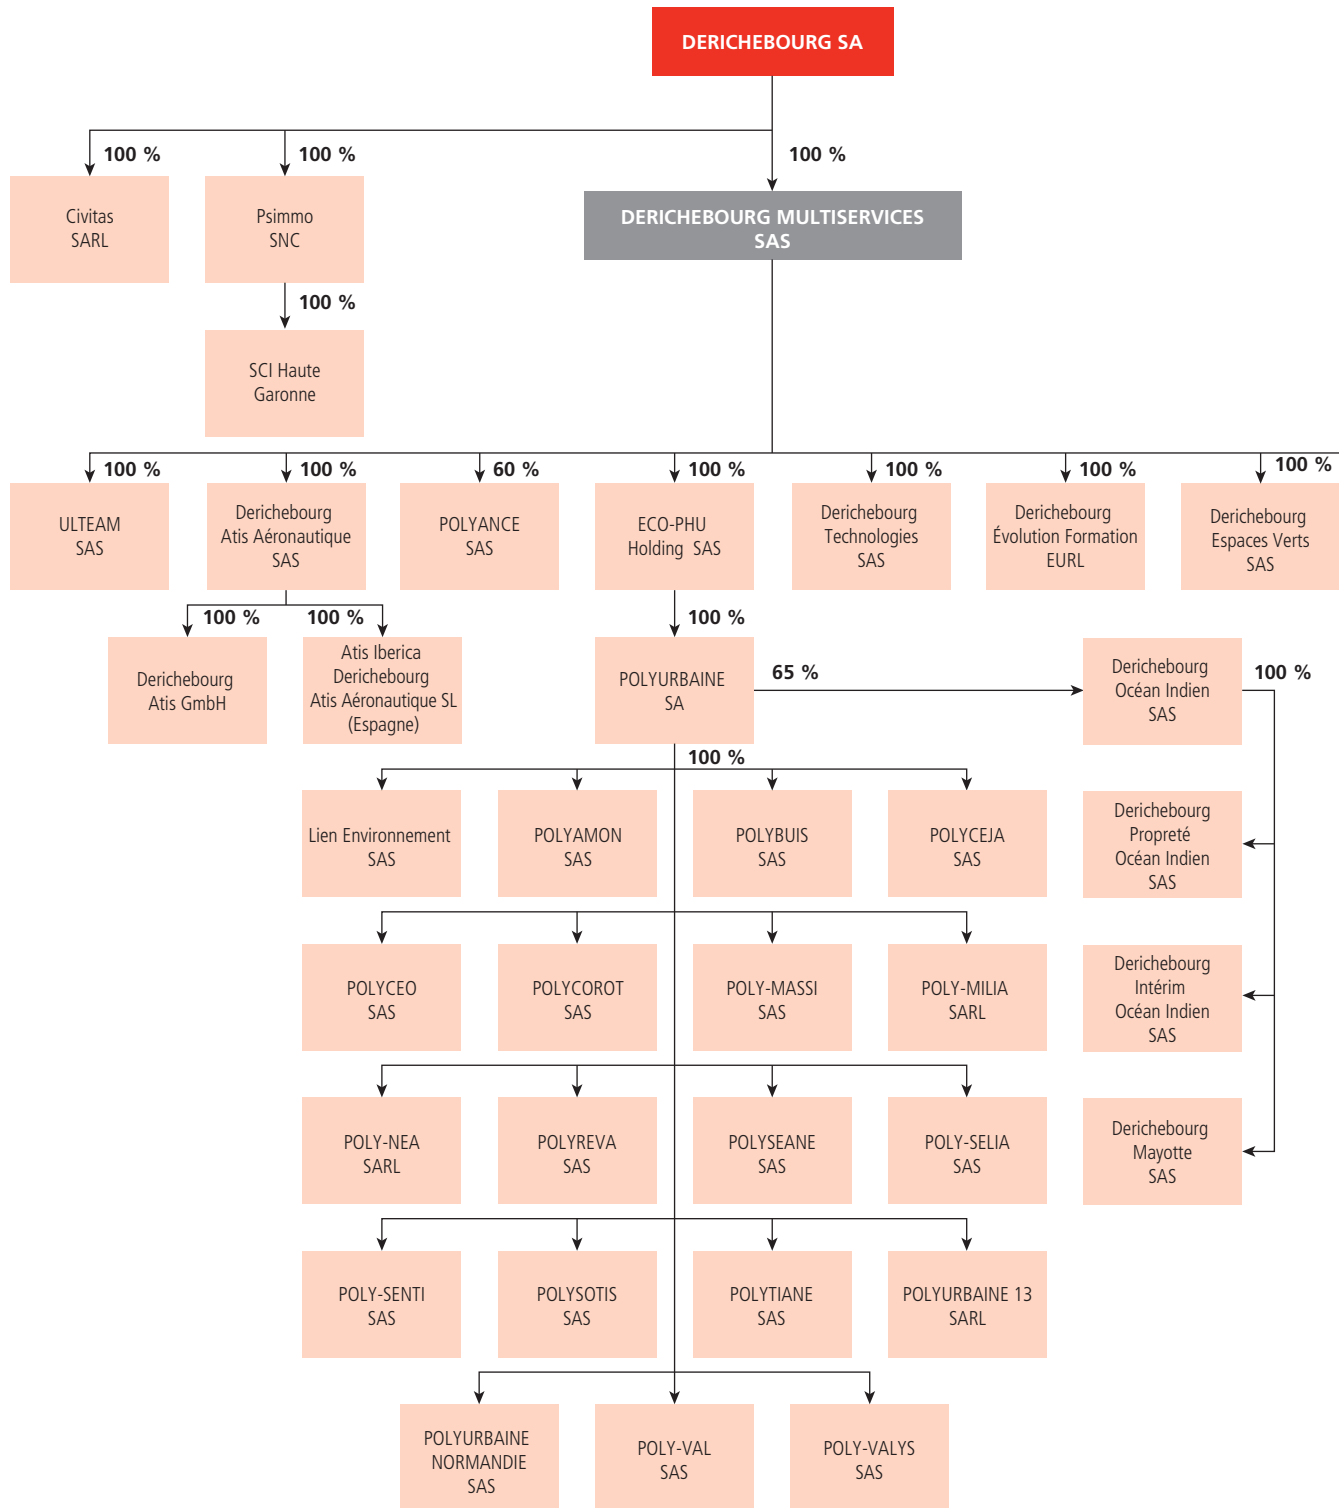 DERICHEBOURG SA
100 %
100 %
100 %
Civitas
SARL
Psimmo
SNC
DERICHEBOURG MULTISERVICES
SAS
100 %
SCI Haute
Garonne
100 %
100 %
60 %
100 %
100 %
100 %
100 %
ULTEAM
SAS
Derichebourg
Atis Aéronautique
SAS
POLYANCE
SAS
ECO-PHU
Holding SAS
Derichebourg
Technologies
SAS
Derichebourg
Évolution Formation
EURL
Derichebourg
Espaces Verts
SAS
100 %
100 %
100 %
Derichebourg
Atis GmbH
Atis Iberica
Derichebourg
Atis Aéronautique SL
(Espagne)
POLYURBAINE
SA
65 %
Derichebourg
Océan Indien
SAS
100 %
100 %
Lien Environnement
SAS
POLYAMON
SAS
POLYBUIS
SAS
POLYCEJA
SAS
Derichebourg
Propreté
Océan Indien
SAS
POLYCEO
SAS
POLYCOROT
SAS
POLY-MASSI
SAS
POLY-MILIA
SARL
Derichebourg
Intérim
Océan Indien
SAS
POLY-NEA
SARL
POLYREVA
SAS
POLYSEANE
SAS
POLY-SELIA
SAS
Derichebourg
Mayotte
SAS
POLY-SENTI
SAS
POLYSOTIS
SAS
POLYTIANE
SAS
POLYURBAINE 13
SARL
POLYURBAINE
NORMANDIE
SAS
POLY-VAL
SAS
POLY-VALYS
SAS